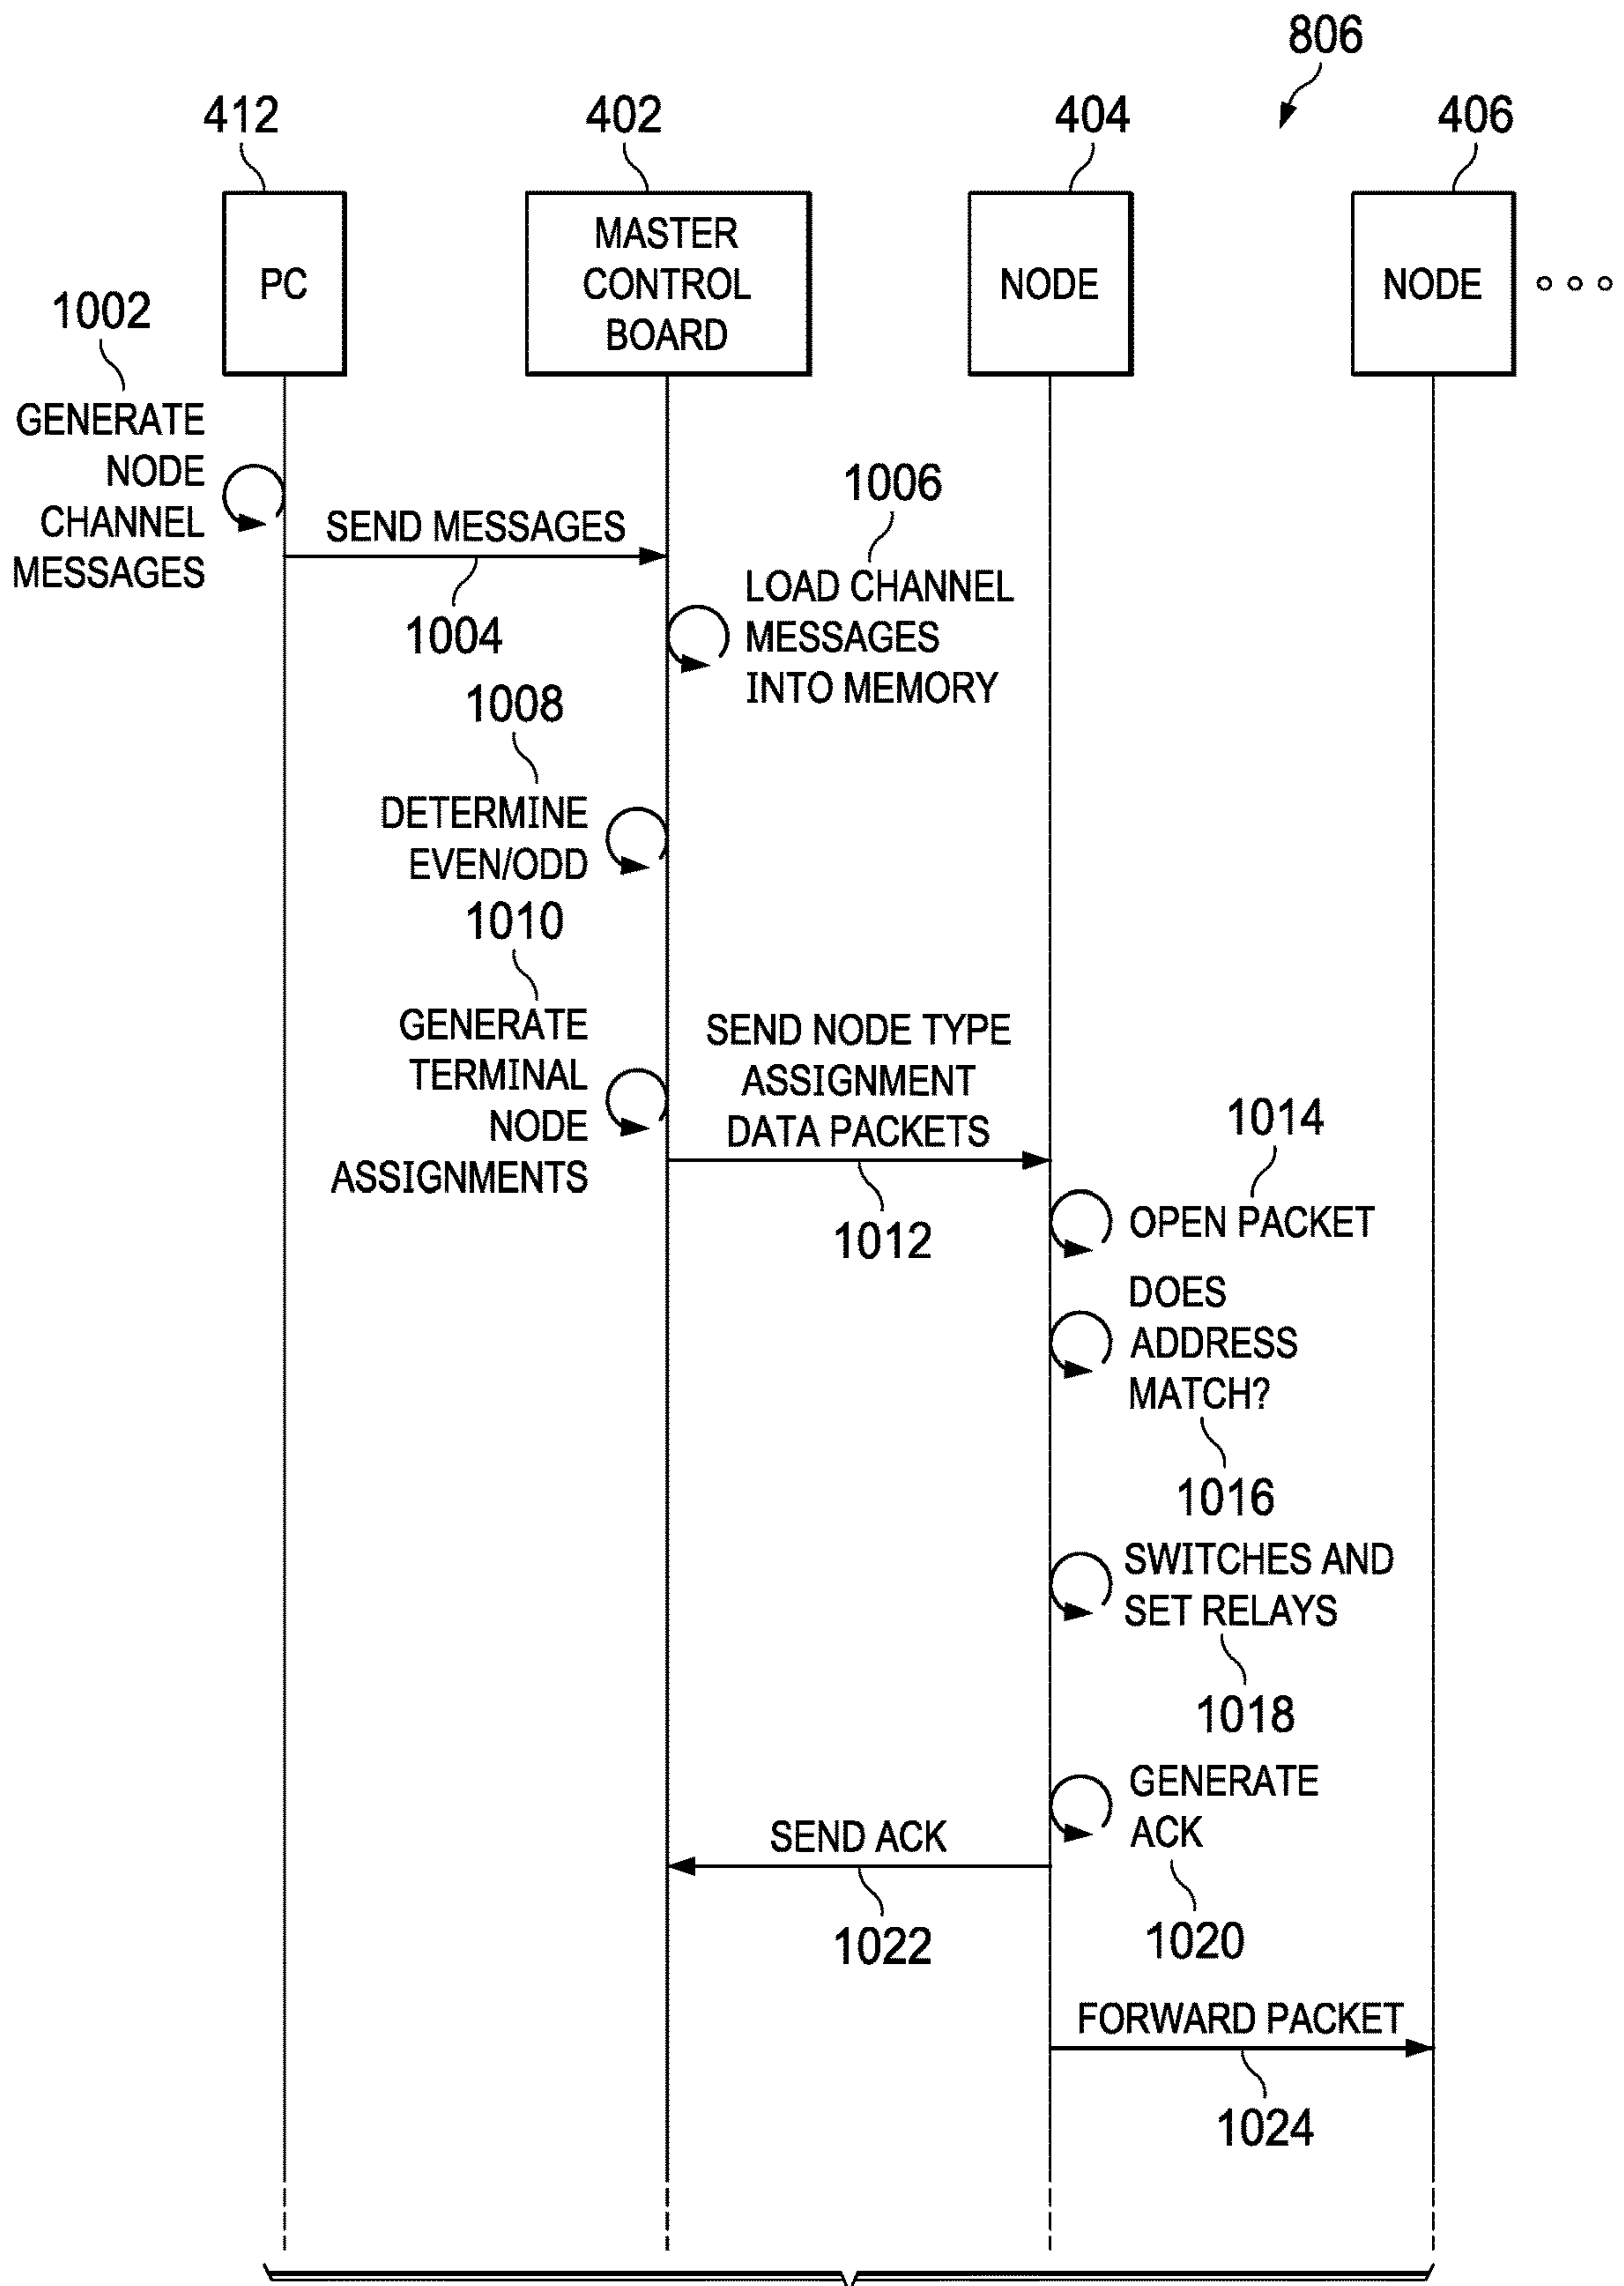 806
412
402
404
406
PC
MASTER
CONTROL
BOARD
NODE
NODE
1002
GENERATE
NODE
CHANNEL
MESSAGES
SEND MESSAGES
1004
1006
LOAD CHANNEL
MESSAGES
INTO MEMORY
1008
DETERMINE
EVEN/ODD
1010
GENERATE
TERMINAL
NODE
ASSIGNMENTS
SEND NODE TYPE
ASSIGNMENT
DATA PACKETS
1012
1014
OPEN PACKET
DOES
ADDRESS
MATCH?
1016
SWITCHES AND
SET RELAYS
1018
GENERATE
ACK
1020
SEND ACK
1022
FORWARD PACKET
1024